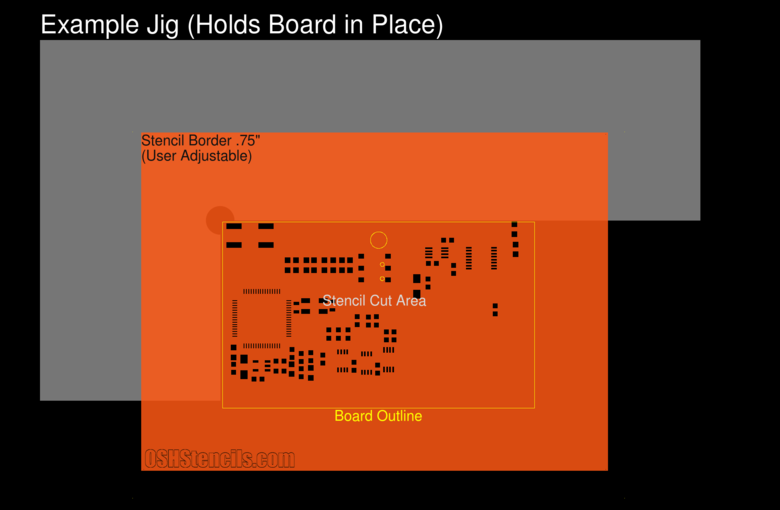 Example Jig (Holds Board in Place)
Stencil Border .75"
(User Adjustable)
Stencil Cut Area
Board Outline
OSHStencils.com